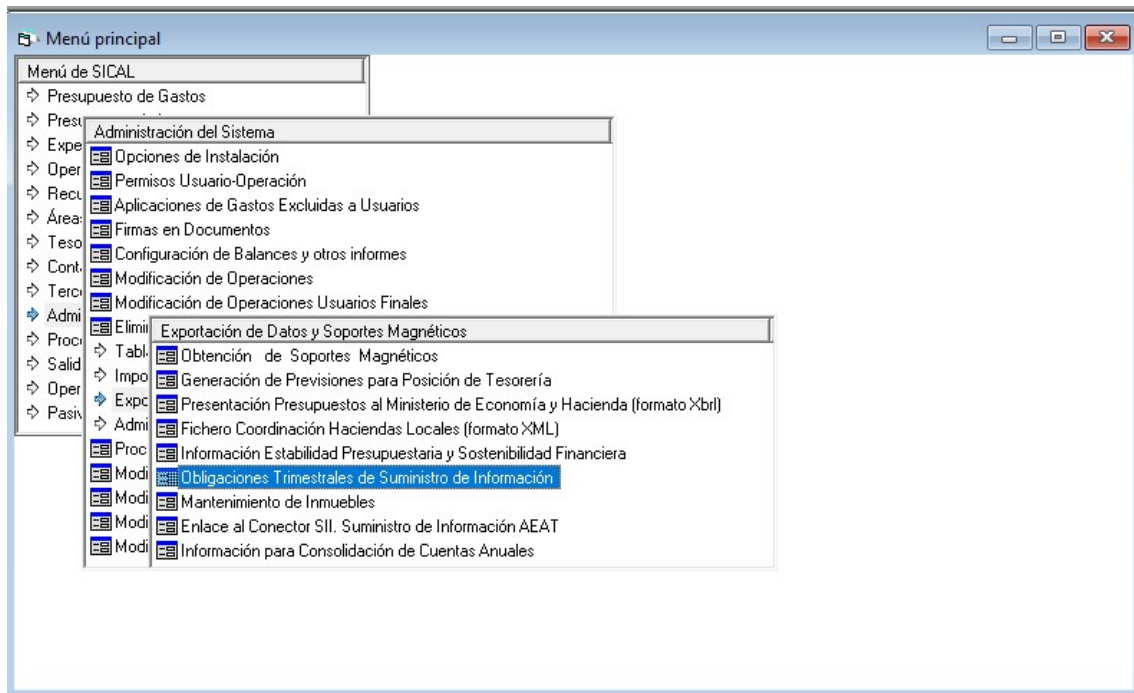 Menú principal
Menú de SICAL
Presupuesto de Gastos
Administración del Sistema
Opciones de Instalación
Permisos Usuario-Operación
Aplicaciones de Gastos Excluidas a Usuarios
Firmas en Documentos
Configuración de Balances y otros informes
Modificación de Operaciones
Modificación de Operaciones Usuarios Finales
Exportación de Datos y Soportes Magnéticos
Obtención de Soportes Magnéticos
Generación de Previsiones para Posición de Tesorería
Presentación Presupuestos al Ministerio de Economía y Hacienda (formato Xbrl)
Fichero Coordinación Haciendas Locales (formato XML)
Información Estabilidad Presupuestaria y Sostenibilidad Financiera
Obligaciones Trimestrales de Suministro de Información
Mantenimiento de Inmuebles
Enlace al Conector SII. Suministro de Información AEAT
Información para Consolidación de Cuentas Anuales